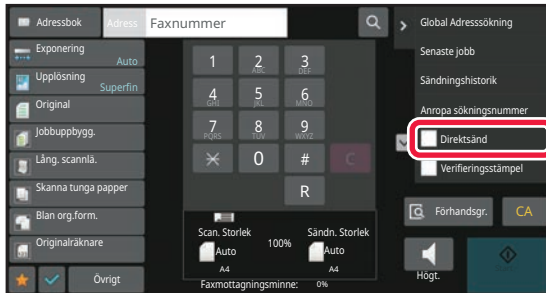 Adressbok
Adress
Faxnummer
Global Adresssökning
Exponering
Auto
Senaste jobb
Upplösning
Superfin
Sändningshistorik
Original
Anropa sökningsnummer
Jobbuppbygg.
Direktsänd
Lång. scannlä.
Verifieringsstämpel
Skanna tunga papper
Blan org.form.
Originalräknare
Övrigt
1
2 ABC
3 DEF
4 GHI
5 JKL
6 MNO
7 PQRS
8 TUV
9 WXYZ
0
#
C
R
Förhandsgr.
CA
Scan. Storlek
Sändn. Storlek
Auto
100%
Auto
A4
A4
Högt.
Faxmottagningsminne: 0%